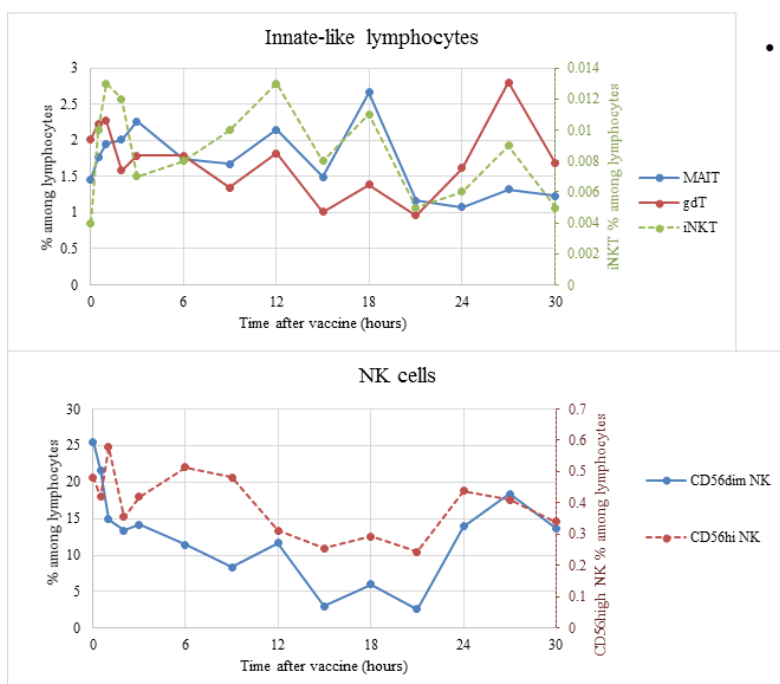 Innate-like lymphocytes
•
3
2.5
2
1.5
1
0.5
0
% among lymphocytes
0.014
0.012
0.01
0.008
0.006
0.004
0.002
0
iNKT % among lymphocytes
0 6 12 18 24 30
Time after vaccine (hours)
MAIT
gdT
iNKT
NK cells
30
25
20
15
10
5
0
% among lymphocytes
0.7
0.6
0.5
0.4
0.3
0.2
0.1
0
CD56high NK % among lymphocytes
0 6 12 18 24 30
Time after vaccine (hours)
CD56dim NK
CD56hi NK